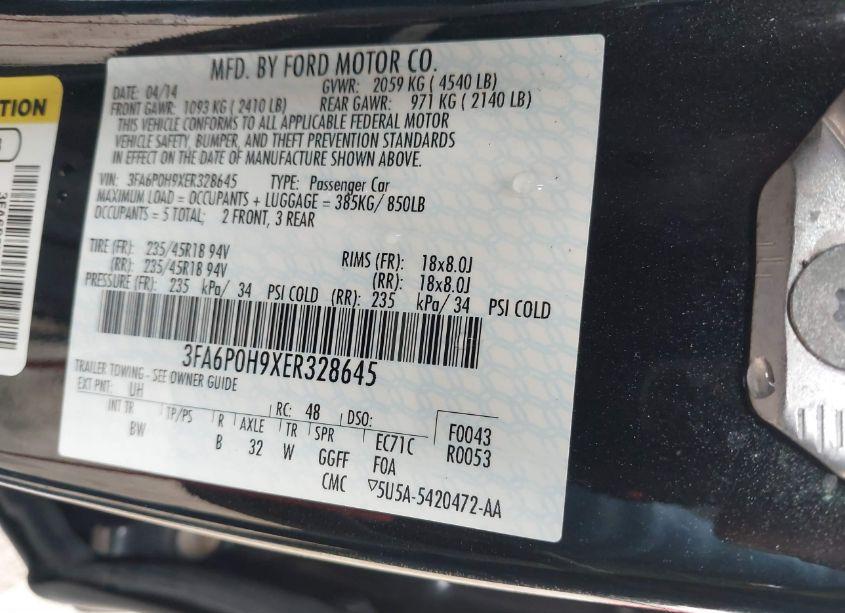 MFD. BY FORD MOTOR CO.
DATE: 04/14 GVWR: 2059 KG ( 4540 LB)
FRONT GAWR: 1093 KG ( 2410 LB) REAR GAWR: 971 KG ( 2140 LB)
THIS VEHICLE CONFORMS TO ALL APPLICABLE FEDERAL MOTOR
VEHICLE SAFETY, BUMPER, AND THEFT PREVENTION STANDARDS
IN EFFECT ON THE DATE OF MANUFACTURE SHOWN ABOVE.
VIN: 3FA6P0H9XER328645 TYPE: Passenger Car
MAXIMUM LOAD = OCCUPANTS + LUGGAGE = 385KG/ 850LB
OCCUPANTS = 5 TOTAL; 2 FRONT, 3 REAR
TIRE (FR): 235/45R18 94V RIMS (FR): 18x8.0J
(RR): 235/45R18 94V (RR): 18x8.0J
PRESSURE (FR): 235 kPa/ 34 PSI COLD (RR): 235 kPa/ 34 PSI COLD
3FA6P0H9XER328645
TRAILER TOWING - SEE OWNER GUIDE
EXT PNT: UH RC: 48 DSO: F0043
INT TR TP/PS R AXLE TR SPR EC71C R0053
BW B 32 W GGFF F0A
CMC ▽5U5A-5420472-AA
TION